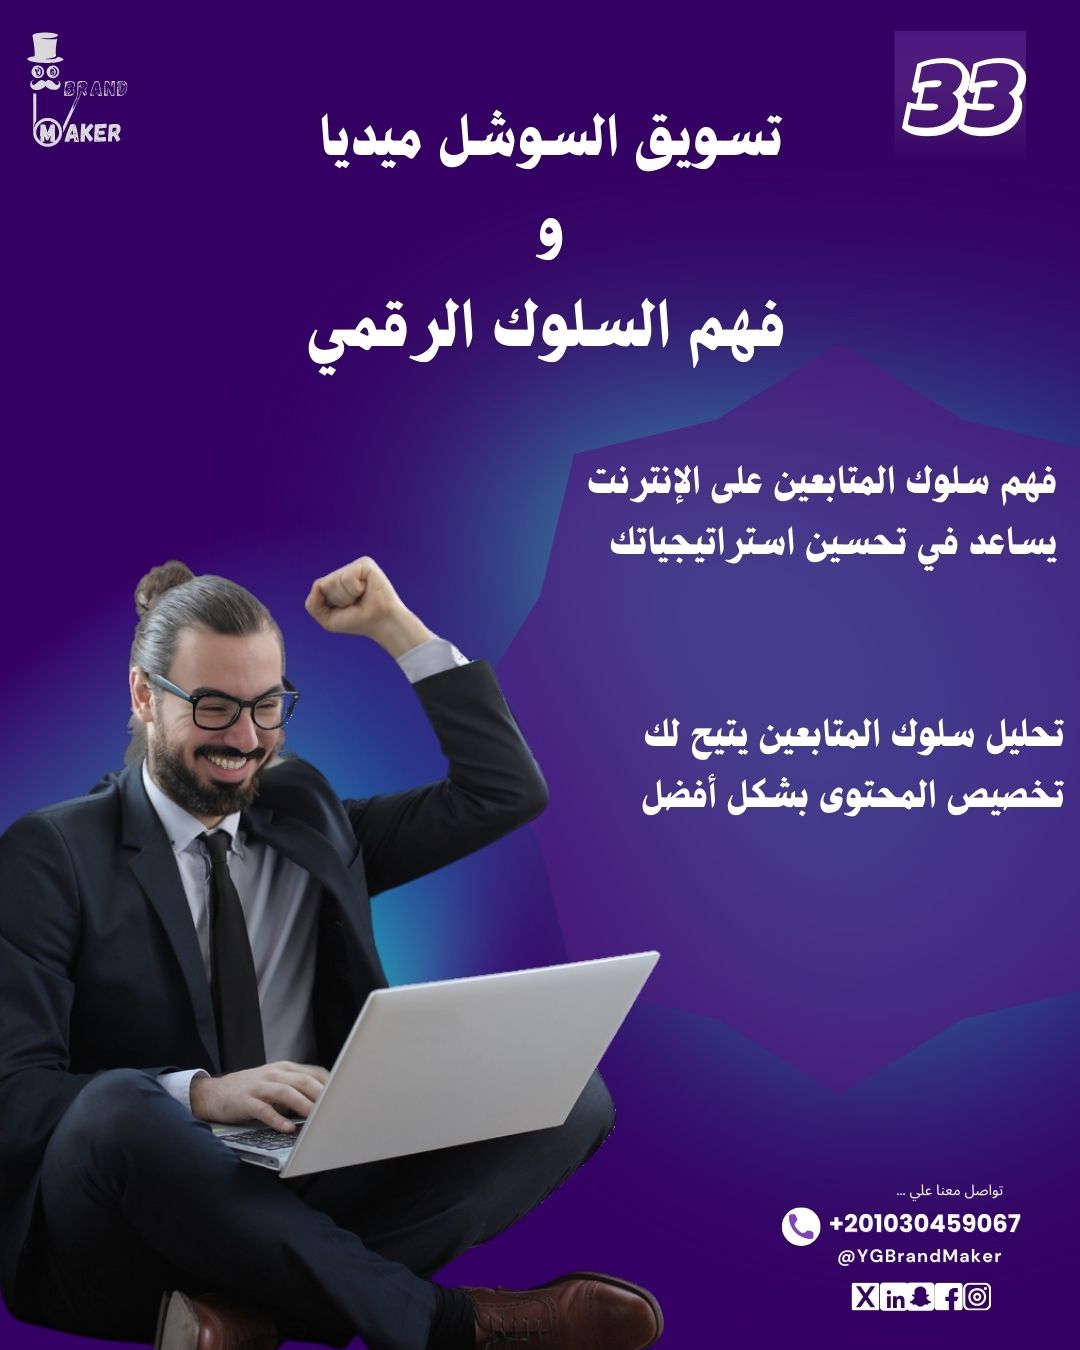 BRAND
MAKER
33
تسويق السوشل ميديا
و
فهم السلوك الرقمي
فهم سلوك المتابعين على الإنترنت
يساعد في تحسين استراتيجياتك
تحليل سلوك المتابعين يتيح لك
تخصيص المحتوى بشكل أفضل
تواصل معنا علي ...
+201030459067
@YGBrandMaker